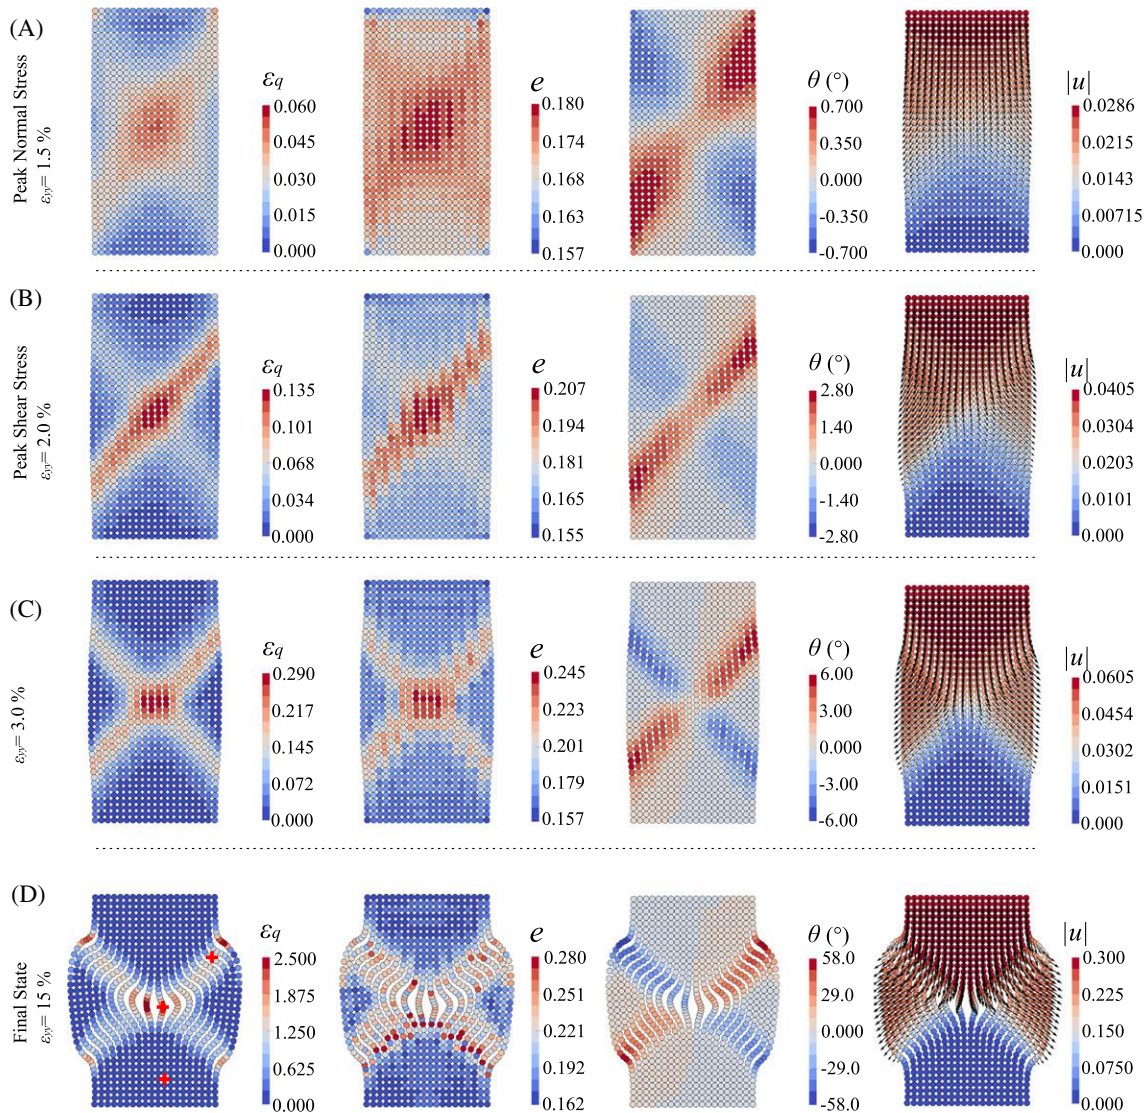 (A)
Peak Normal Stress
εyy= 1.5 %
εq
0.060
0.045
0.030
0.015
0.000
e
0.180
0.174
0.168
0.163
0.157
θ (°)
0.700
0.350
0.000
-0.350
-0.700
|u|
0.0286
0.0215
0.0143
0.00715
0.000
(B)
Peak Shear Stress
εyy= 2.0 %
εq
0.135
0.101
0.068
0.034
0.000
e
0.207
0.194
0.181
0.165
0.155
θ (°)
2.80
1.40
0.000
-1.40
-2.80
|u|
0.0405
0.0304
0.0203
0.0101
0.000
(C)
εyy= 3.0 %
εq
0.290
0.217
0.145
0.072
0.000
e
0.245
0.223
0.201
0.179
0.157
θ (°)
6.00
3.00
0.000
-3.00
-6.00
|u|
0.0605
0.0454
0.0302
0.0151
0.000
(D)
Final State
εyy= 15 %
εq
2.500
1.875
1.250
0.625
0.000
e
0.280
0.251
0.221
0.192
0.162
θ (°)
58.0
29.0
0.000
-29.0
-58.0
|u|
0.300
0.225
0.150
0.0750
0.000